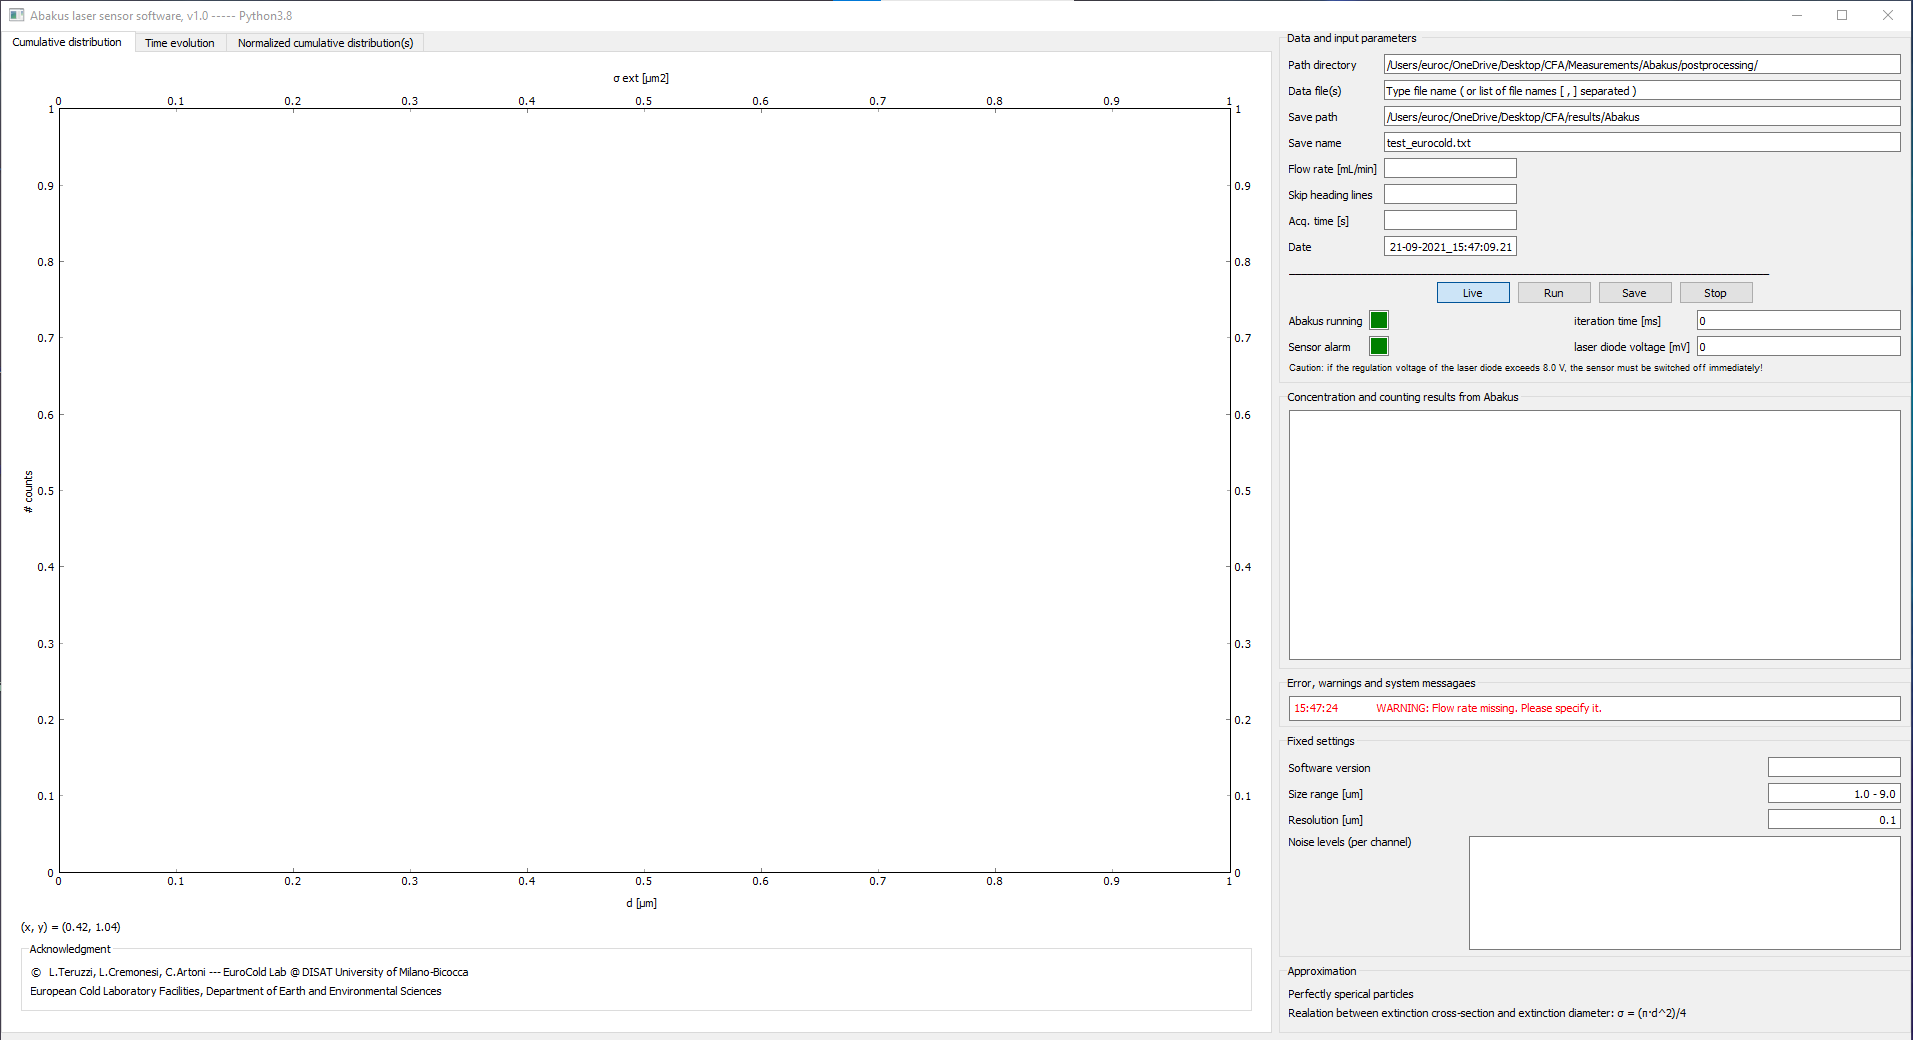 Abakus laser sensor software, v1.0 ----- Python3.8
Cumulative distribution Time evolution Normalized cumulative distribution(s)
σ ext [µm2]
0 0.1 0.2 0.3 0.4 0.5 0.6 0.7 0.8 0.9 1
1 1
0.9 0.9
0.8 0.8
0.7 0.7
0.6 0.6
0.5 0.5
0.4 0.4
0.3 0.3
0.2 0.2
0.1 0.1
0 0
# counts
0 0.1 0.2 0.3 0.4 0.5 0.6 0.7 0.8 0.9 1
d [µm]
(x, y) = (0.42, 1.04)
Acknowledgment
© L.Teruzzi, L.Cremonesi, C.Artoni --- EuroCold Lab @ DISAT University of Milano-Bicocca
European Cold Laboratory Facilities, Department of Earth and Environmental Sciences
Data and input parameters
Path directory /Users/euroc/OneDrive/Desktop/CFA/Measurements/Abakus/postprocessing/
Data file(s) Type file name ( or list of file names [ , ] separated )
Save path /Users/euroc/OneDrive/Desktop/CFA/results/Abakus
Save name test_eurocold.txt
Flow rate [mL/min]
Skip heading lines
Acq. time [s]
Date 21-09-2021_15:47:09.21
Live Run Save Stop
Abakus running iteration time [ms] 0
Sensor alarm laser diode voltage [mV] 0
Caution: if the regulation voltage of the laser diode exceeds 8.0 V, the sensor must be switched off immediately!
Concentration and counting results from Abakus
Error, warnings and system messagaes
15:47:24 WARNING: Flow rate missing. Please specify it.
Fixed settings
Software version
Size range [um] 1.0 - 9.0
Resolution [um] 0.1
Noise levels (per channel)
Approximation
Perfectly sperical particles
Realation between extinction cross-section and extinction diameter: σ = (π·d^2)/4